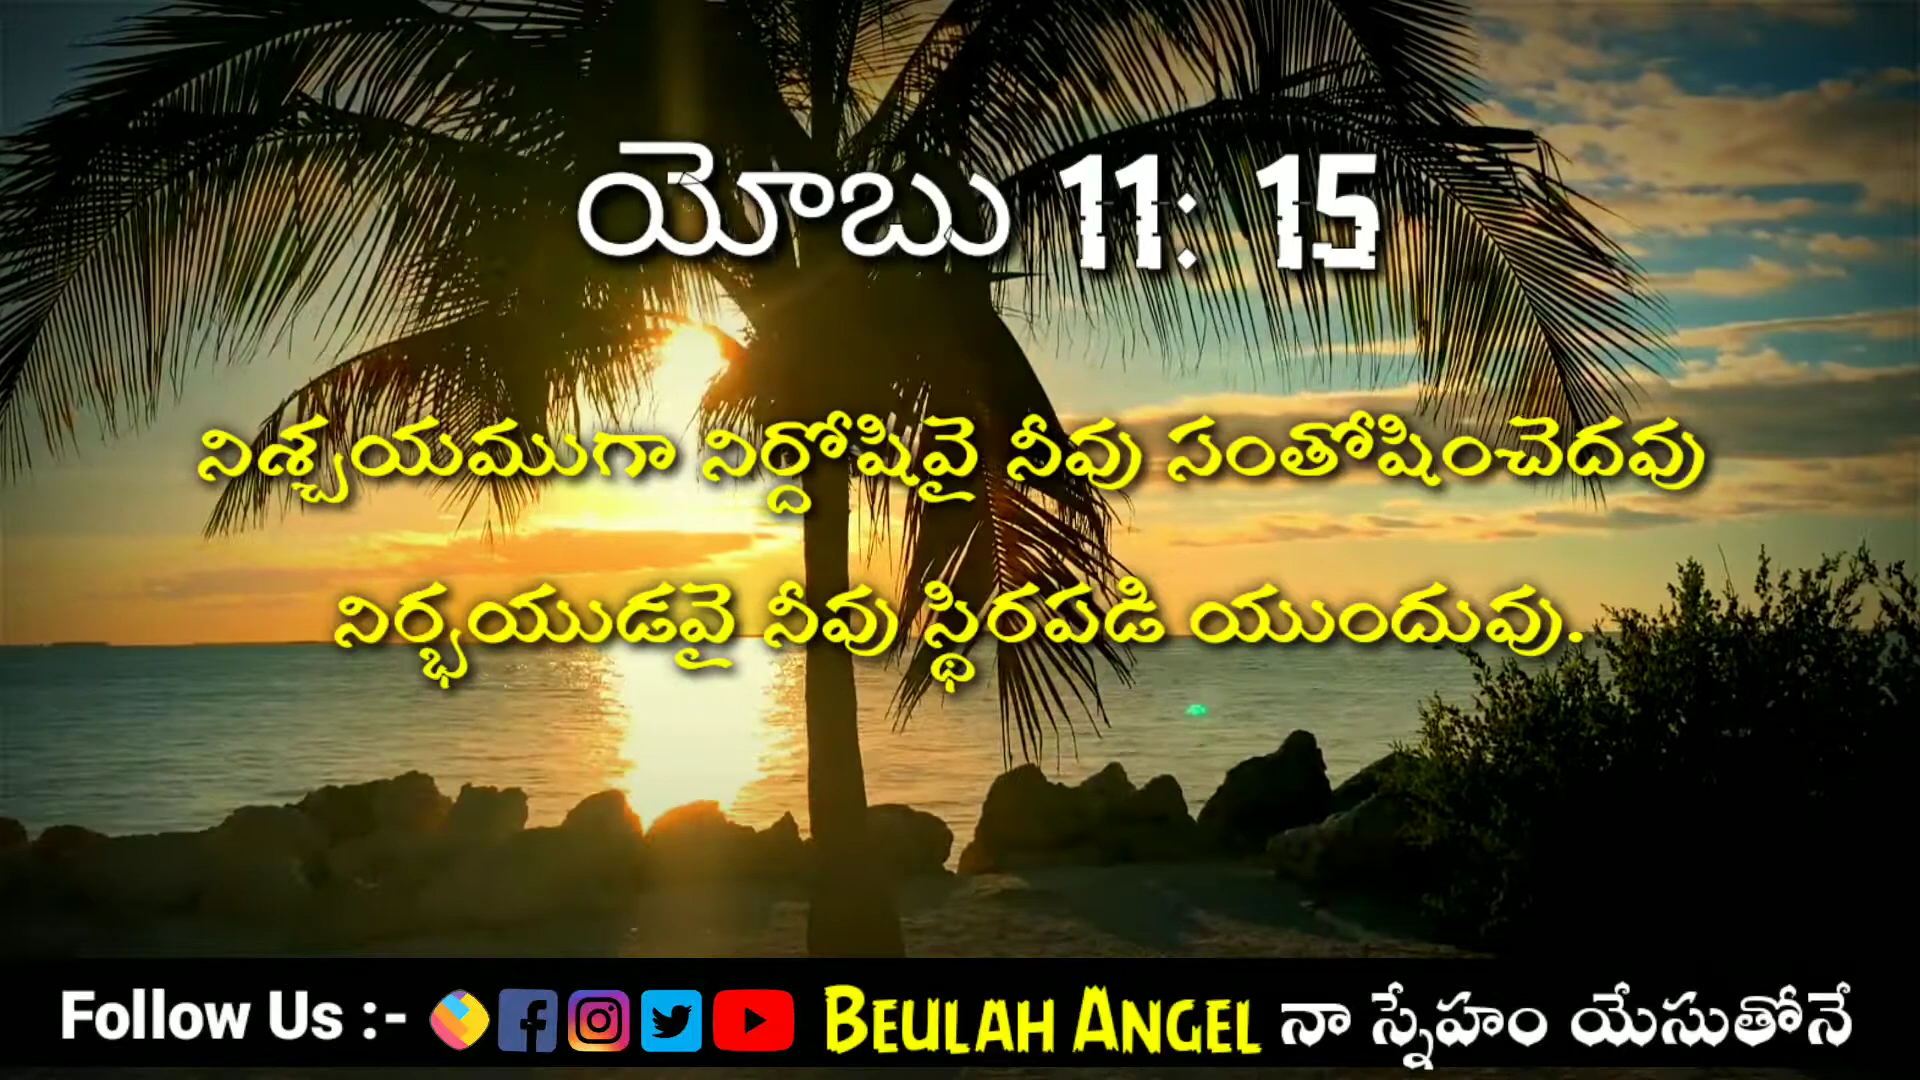 యోబు 11: 15
నిశ్చయముగా నిర్దోషివై నీవు సంతోషించెదవు
నిర్భయుడవై నీవు స్థిరపడి యుందువు.
Follow Us :- BEULAH ANGEL నా స్నేహం యేసుతోనే